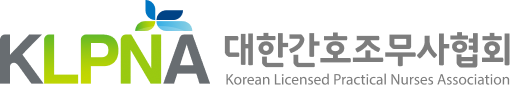 KLPNA
대한간호조무사협회
Korean Licensed Practical Nurses Association